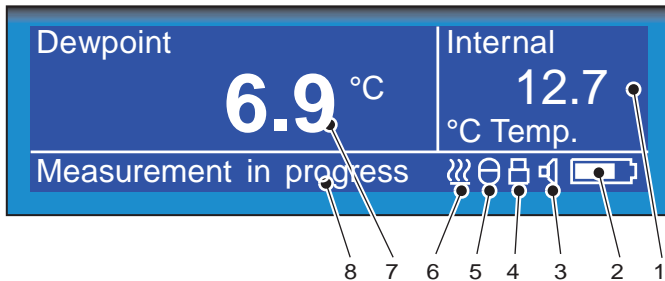 Dewpoint
6.9 °C
Internal
12.7
°C Temp.
Measurement in progress
8 7 6 5 4 3 2 1